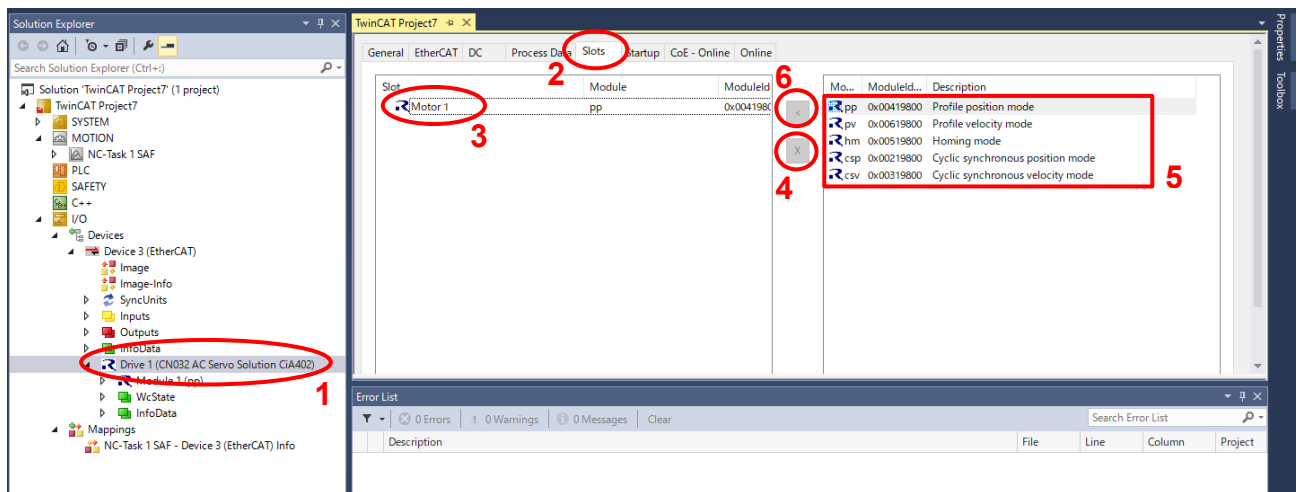 Solution Explorer
Search Solution Explorer (Ctrl+:)
Solution 'TwinCAT Project7' (1 project)
TwinCAT Project7
SYSTEM
MOTION
NC-Task 1 SAF
PLC
SAFETY
C++
I/O
Devices
Device 3 (EtherCAT)
Image
Image-Info
SyncUnits
Inputs
Outputs
InfoData
Drive 1 (CN032 AC Servo Solution CiA402)
1
Module 1 (pp)
WcState
InfoData
Mappings
NC-Task 1 SAF - Device 3 (EtherCAT) Info
TwinCAT Project7
General EtherCAT DC Process Data Slots Startup CoE - Online Online
2
Slot Module ModuleId
Motor 1 pp 0x0041980
3
6
<
X
4
Mo... ModuleId... Description
pp 0x00419800 Profile position mode
pv 0x00619800 Profile velocity mode
hm 0x00519800 Homing mode
csp 0x00219800 Cyclic synchronous position mode
csv 0x00319800 Cyclic synchronous velocity mode
5
Error List
0 Errors 0 Warnings 0 Messages Clear
Search Error List
Description File Line Column Project
Properties
Toolbox